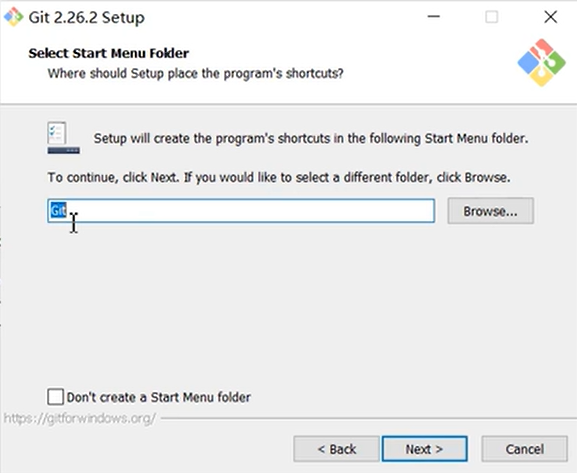 Git 2.26.2 Setup
Select Start Menu Folder
Where should Setup place the program's shortcuts?
Setup will create the program's shortcuts in the following Start Menu folder.
To continue, click Next. If you would like to select a different folder, click Browse.
Git
Browse...
Don't create a Start Menu folder
https://gitforwindows.org/
< Back
Next >
Cancel